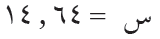 س = ١٤,٦٤